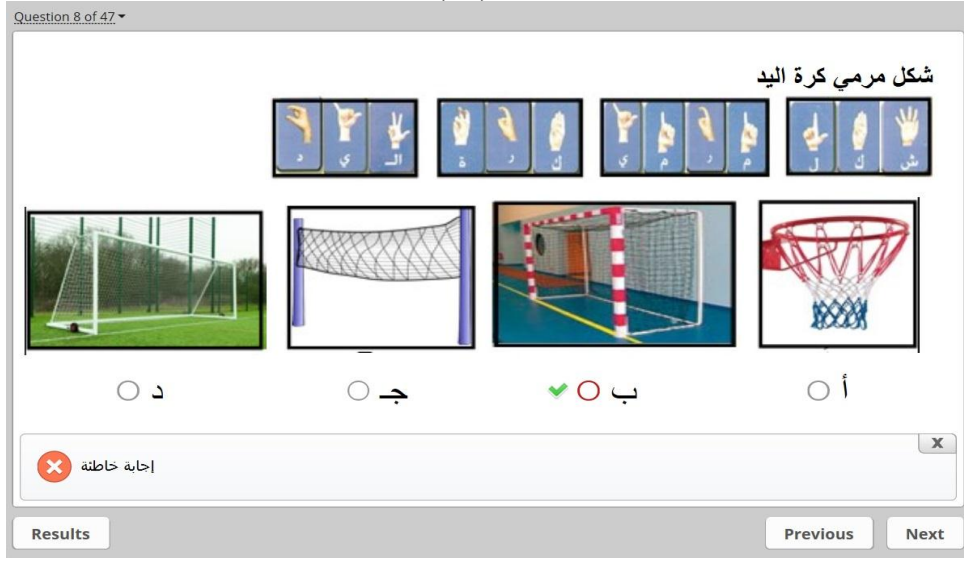 Question 8 of 47
شكل مرمي كرة اليد
ش ك ل م ر م ي ك ر ة الـ ي د
أ ب جـ د
إجابة خاطئة
X
Results Previous Next